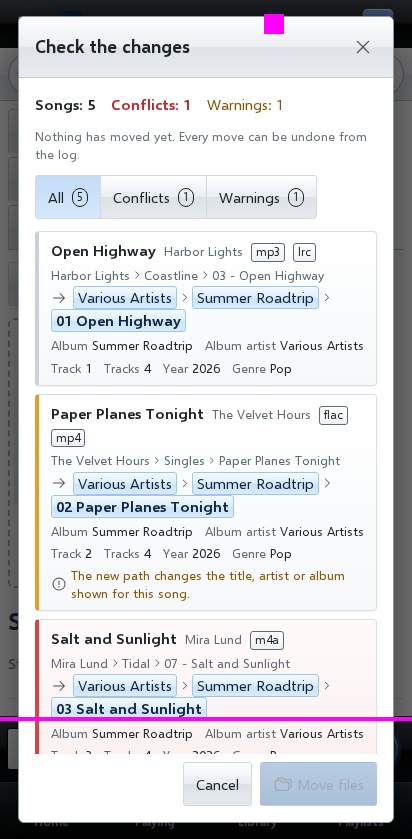 Check the changes
Songs: 5 Conflicts: 1 Warnings: 1
Nothing has moved yet. Every move can be undone from
the log.
All 5 Conflicts 1 Warnings 1
Open Highway Harbor Lights mp3 lrc
Harbor Lights > Coastline > 03 - Open Highway
→ Various Artists > Summer Roadtrip >
01 Open Highway
Album Summer Roadtrip Album artist Various Artists
Track 1 Tracks 4 Year 2026 Genre Pop
Paper Planes Tonight The Velvet Hours flac
mp4
The Velvet Hours > Singles > Paper Planes Tonight
→ Various Artists > Summer Roadtrip >
02 Paper Planes Tonight
Album Summer Roadtrip Album artist Various Artists
Track 2 Tracks 4 Year 2026 Genre Pop
The new path changes the title, artist or album
shown for this song.
Salt and Sunlight Mira Lund m4a
Mira Lund > Tidal > 07 - Salt and Sunlight
→ Various Artists > Summer Roadtrip >
03 Salt and Sunlight
Album Summer Roadtrip Album artist Various Artists
Cancel Move files
Home Playing Library Playlists